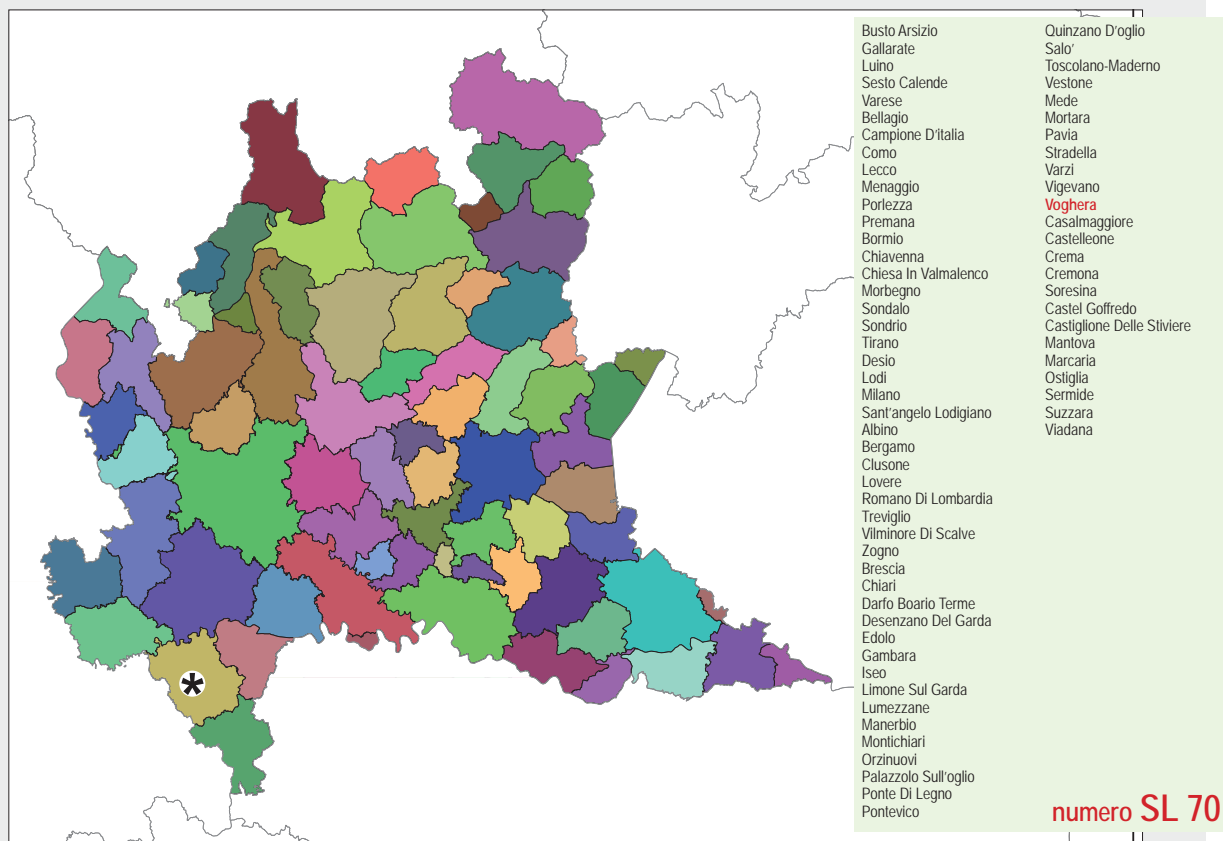 Busto Arsizio
Gallarate
Luino
Sesto Calende
Varese
Bellagio
Campione D'italia
Como
Lecco
Menaggio
Porlezza
Premana
Bormio
Chiavenna
Chiesa In Valmalenco
Morbegno
Sondalo
Sondrio
Tirano
Desio
Lodi
Milano
Sant'angelo Lodigiano
Albino
Bergamo
Clusone
Lovere
Romano Di Lombardia
Treviglio
Vilminore Di Scalve
Zogno
Brescia
Chiari
Darfo Boario Terme
Desenzano Del Garda
Edolo
Gambara
Iseo
Limone Sul Garda
Lumezzane
Manerbio
Montichiari
Orzinuovi
Palazzolo Sull'oglio
Ponte Di Legno
Pontevico
Quinzano D'oglio
Salo'
Toscolano-Maderno
Vestone
Mede
Mortara
Pavia
Stradella
Varzi
Vigevano
Voghera
Casalmaggiore
Castelleone
Crema
Cremona
Soresina
Castel Goffredo
Castiglione Delle Stiviere
Mantova
Marcaria
Ostiglia
Sermide
Suzzara
Viadana
numero SL 70
*